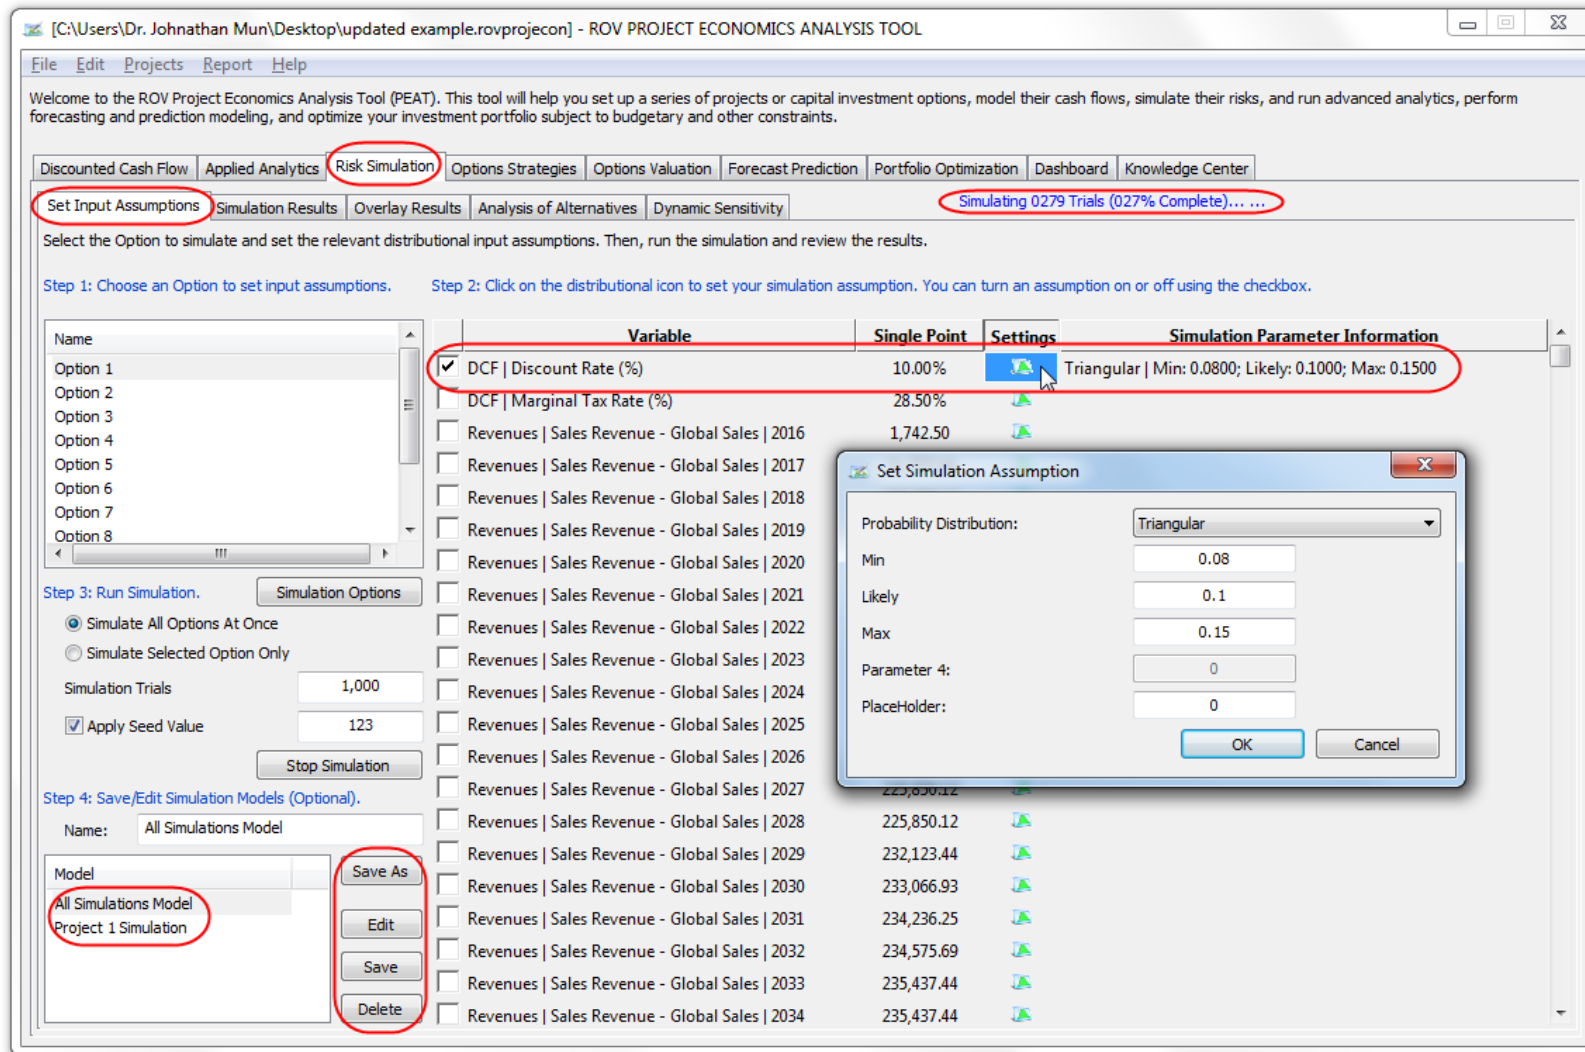 [C:\Users\Dr. Johnathan Mun\Desktop\updated example.rovprojecon] - ROV PROJECT ECONOMICS ANALYSIS TOOL
File Edit Projects Report Help
Welcome to the ROV Project Economics Analysis Tool (PEAT). This tool will help you set up a series of projects or capital investment options, model their cash flows, simulate their risks, and run advanced analytics, perform
forecasting and prediction modeling, and optimize your investment portfolio subject to budgetary and other constraints.
Discounted Cash Flow Applied Analytics Risk Simulation Options Strategies Options Valuation Forecast Prediction Portfolio Optimization Dashboard Knowledge Center
Set Input Assumptions Simulation Results Overlay Results Analysis of Alternatives Dynamic Sensitivity Simulating 0279 Trials (027% Complete)... ...
Select the Option to simulate and set the relevant distributional input assumptions. Then, run the simulation and review the results.
Step 1: Choose an Option to set input assumptions.
Name
Option 1
Option 2
Option 3
Option 4
Option 5
Option 6
Option 7
Option 8
Step 3: Run Simulation. Simulation Options
Simulate All Options At Once
Simulate Selected Option Only
Simulation Trials 1,000
Apply Seed Value 123
Stop Simulation
Step 4: Save/Edit Simulation Models (Optional).
Name: All Simulations Model
Model
All Simulations Model
Project 1 Simulation
Save As
Edit
Save
Delete
Step 2: Click on the distributional icon to set your simulation assumption. You can turn an assumption on or off using the checkbox.
Variable Single Point Settings Simulation Parameter Information
DCF | Discount Rate (%) 10.00% Triangular | Min: 0.0800; Likely: 0.1000; Max: 0.1500
DCF | Marginal Tax Rate (%) 28.50%
Revenues | Sales Revenue - Global Sales | 2016 1,742.50
Revenues | Sales Revenue - Global Sales | 2017
Revenues | Sales Revenue - Global Sales | 2018
Revenues | Sales Revenue - Global Sales | 2019
Revenues | Sales Revenue - Global Sales | 2020
Revenues | Sales Revenue - Global Sales | 2021
Revenues | Sales Revenue - Global Sales | 2022
Revenues | Sales Revenue - Global Sales | 2023
Revenues | Sales Revenue - Global Sales | 2024
Revenues | Sales Revenue - Global Sales | 2025
Revenues | Sales Revenue - Global Sales | 2026
Revenues | Sales Revenue - Global Sales | 2027 225,850.12
Revenues | Sales Revenue - Global Sales | 2028 225,850.12
Revenues | Sales Revenue - Global Sales | 2029 232,123.44
Revenues | Sales Revenue - Global Sales | 2030 233,066.93
Revenues | Sales Revenue - Global Sales | 2031 234,236.25
Revenues | Sales Revenue - Global Sales | 2032 234,575.69
Revenues | Sales Revenue - Global Sales | 2033 235,437.44
Revenues | Sales Revenue - Global Sales | 2034 235,437.44
Set Simulation Assumption
Probability Distribution: Triangular
Min 0.08
Likely 0.1
Max 0.15
Parameter 4: 0
PlaceHolder: 0
OK Cancel